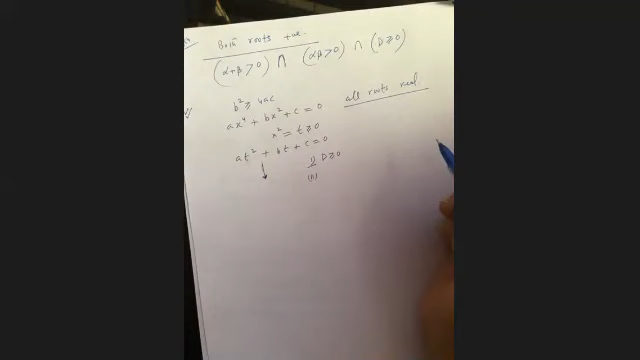 Both roots +ve.
(α+β>0) ∩ (αβ>0) ∩ (D≥0)
b² ≥ 4ac
ax⁴ + bx² + c = 0 all roots real
x² = t ≥ 0
at² + bt + c = 0
i) D≥0
(ii)